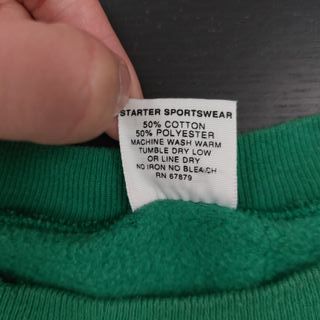 STARTER SPORTSWEAR
50% COTTON
50% POLYESTER
MACHINE WASH WARM
TUMBLE DRY LOW
OR LINE DRY
NO IRON NO BLEACH
RN 67879